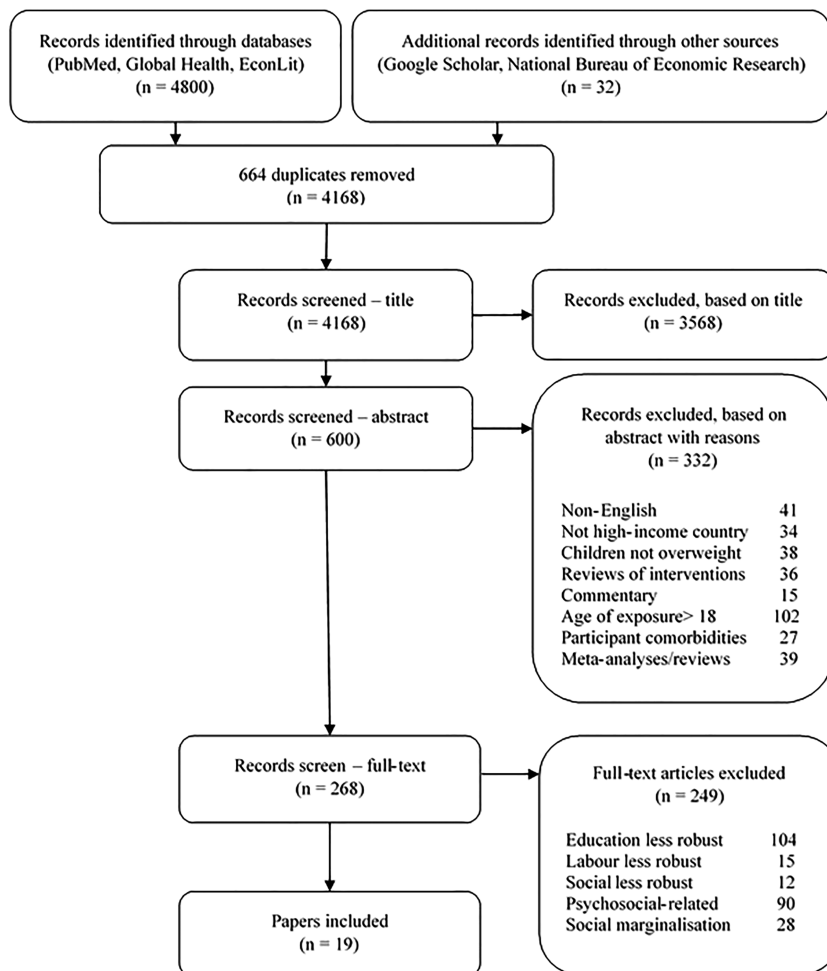 Records identified through databases
(PubMed, Global Health, EconLit)
(n = 4800)
Additional records identified through other sources
(Google Scholar, National Bureau of Economic Research)
(n = 32)
664 duplicates removed
(n = 4168)
Records screened – title
(n = 4168)
Records excluded, based on title
(n = 3568)
Records screened – abstract
(n = 600)
Records excluded, based on
abstract with reasons
(n = 332)
Non-English 41
Not high-income country 34
Children not overweight 38
Reviews of interventions 36
Commentary 15
Age of exposure> 18 102
Participant comorbidities 27
Meta-analyses/reviews 39
Records screen – full-text
(n = 268)
Full-text articles excluded
(n = 249)
Education less robust 104
Labour less robust 15
Social less robust 12
Psychosocial-related 90
Social marginalisation 28
Papers included
(n = 19)